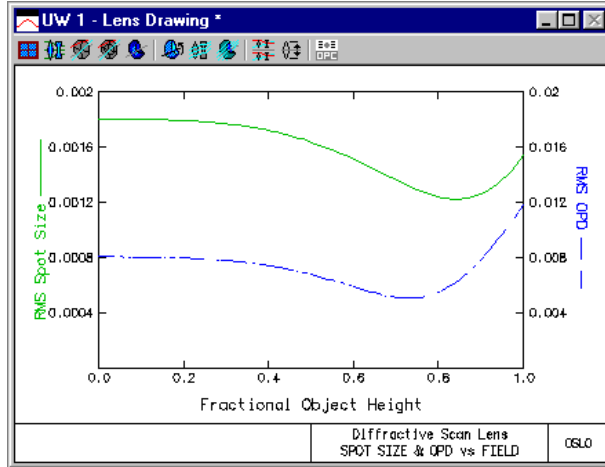 UW 1 - Lens Drawing *
OPD
0.002 0.02
0.0016 0.016
0.0012 0.012
0.0008 0.008
0.0004 0.004
RMS Spot Size
RMS OPD
0.0 0.2 0.4 0.6 0.8 1.0
Fractional Object Height
Diffractive Scan Lens
SPOT SIZE & OPD vs FIELD
OSLO